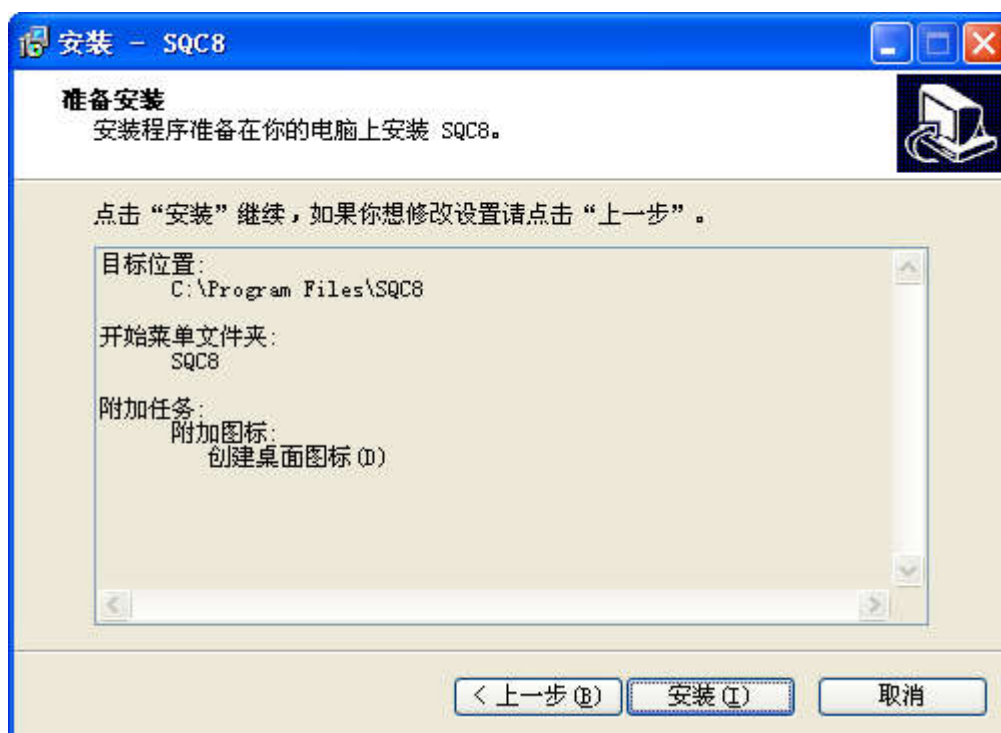 安装 - SQC8
准备安装
安装程序准备在你的电脑上安装 SQC8。
点击“安装”继续，如果你想修改设置请点击“上一步”。
目标位置:
C:\Program Files\SQC8
开始菜单文件夹:
SQC8
附加任务:
附加图标:
创建桌面图标(D)
< 上一步(B) 安装(I) 取消